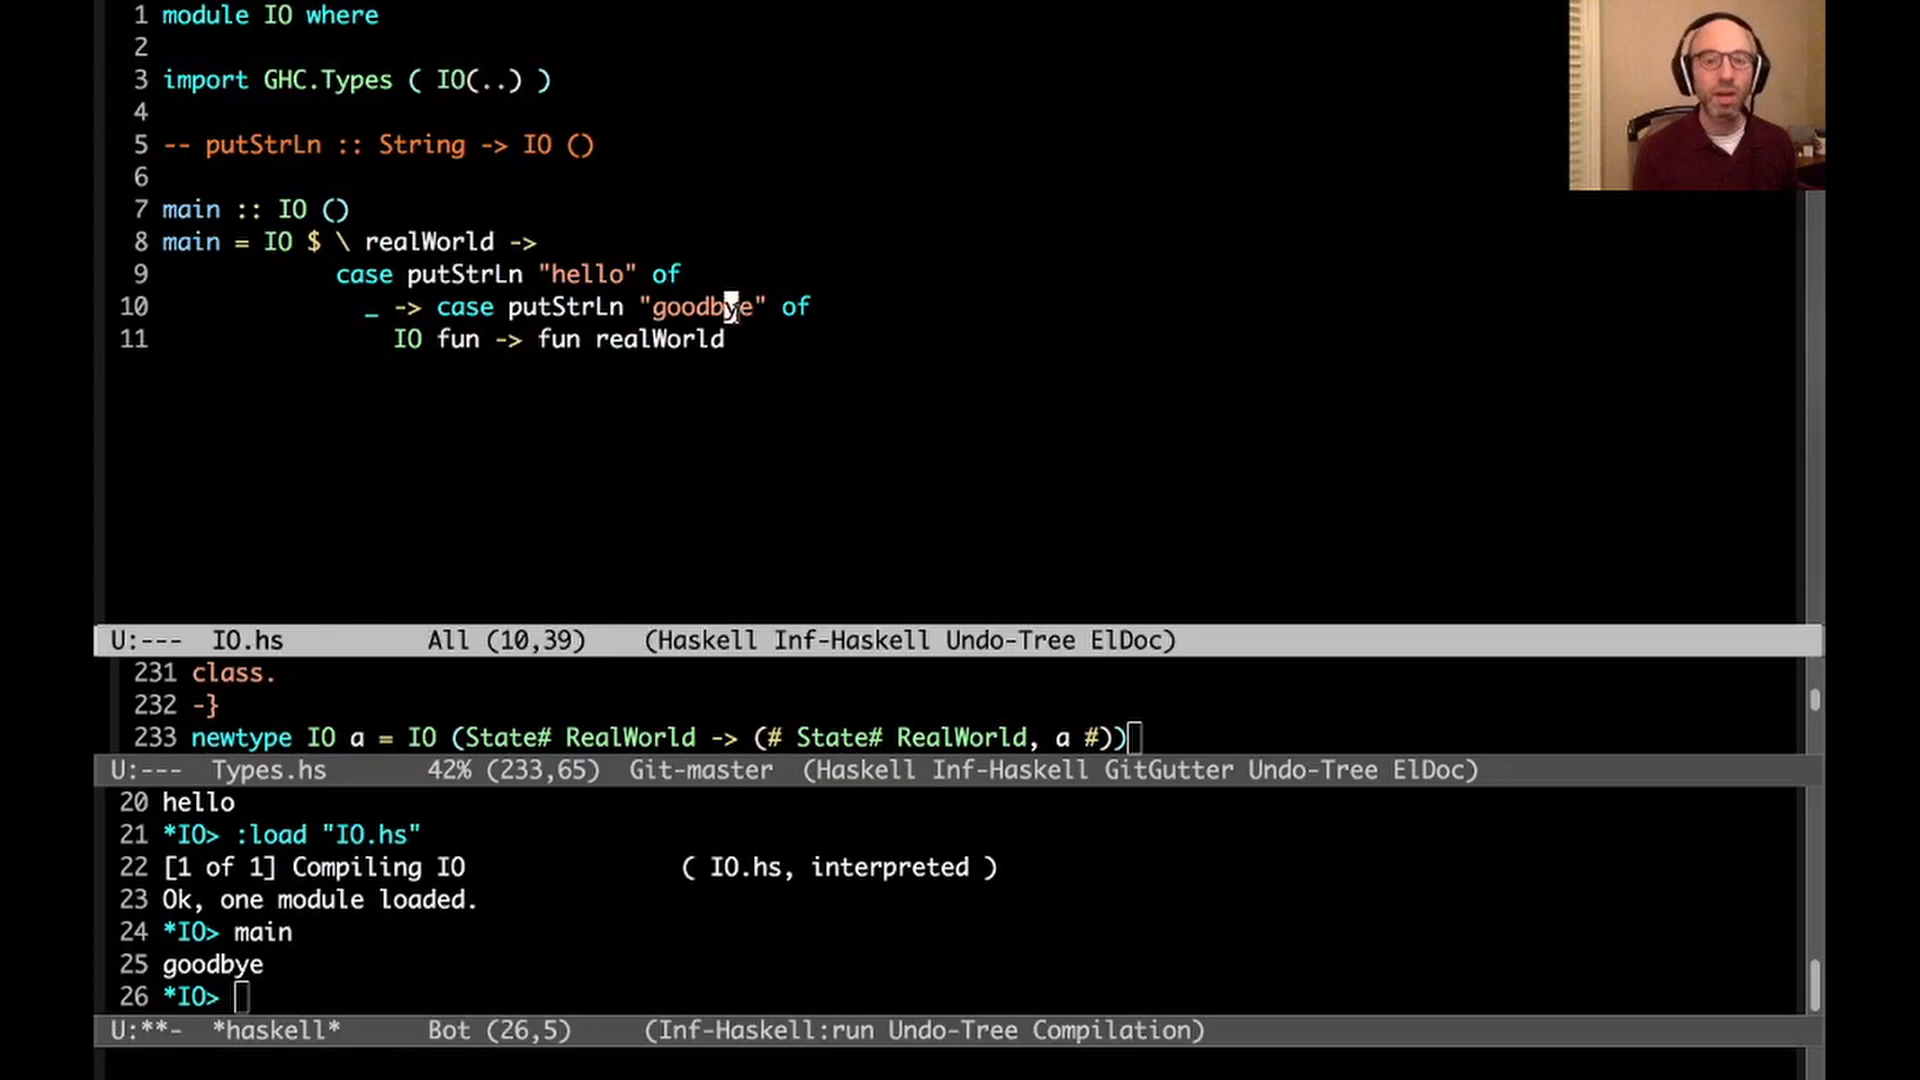 1 module IO where
2
3 import GHC.Types ( IO(..) )
4
5 -- putStrLn :: String -> IO ()
6
7 main :: IO ()
8 main = IO $ \ realWorld ->
9 case putStrLn "hello" of
10 _ -> case putStrLn "goodbye" of
11 IO fun -> fun realWorld
U:--- IO.hs All (10,39) (Haskell Inf-Haskell Undo-Tree ElDoc)
231 class.
232 -}
233 newtype IO a = IO (State# RealWorld -> (# State# RealWorld, a #))
U:--- Types.hs 42% (233,65) Git-master (Haskell Inf-Haskell GitGutter Undo-Tree ElDoc)
20 hello
21 *IO> :load "IO.hs"
22 [1 of 1] Compiling IO ( IO.hs, interpreted )
23 Ok, one module loaded.
24 *IO> main
25 goodbye
26 *IO>
U:**- *haskell* Bot (26,5) (Inf-Haskell:run Undo-Tree Compilation)